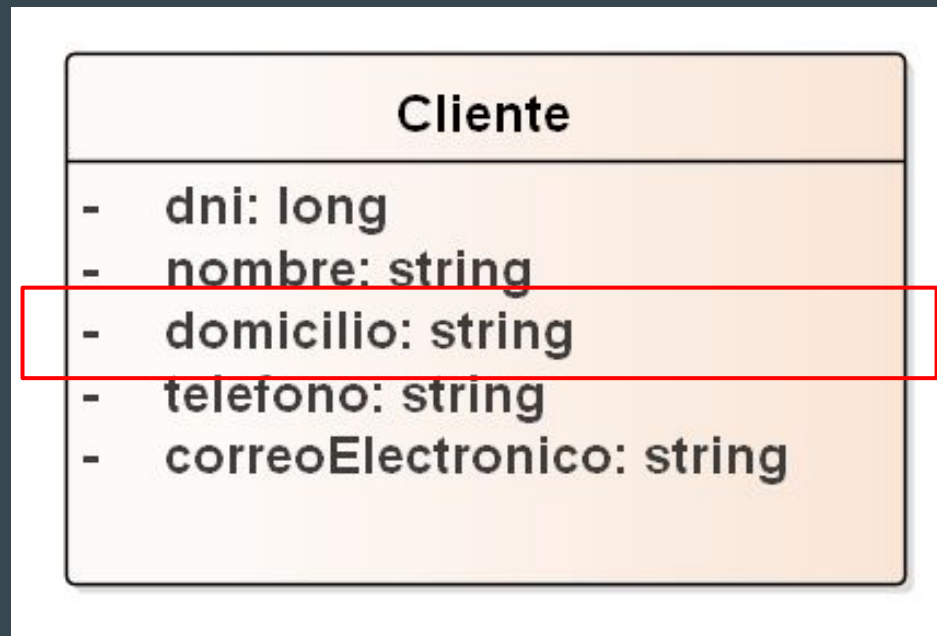 Cliente
- dni: long
- nombre: string
- domicilio: string
- telefono: string
- correoElectronico: string